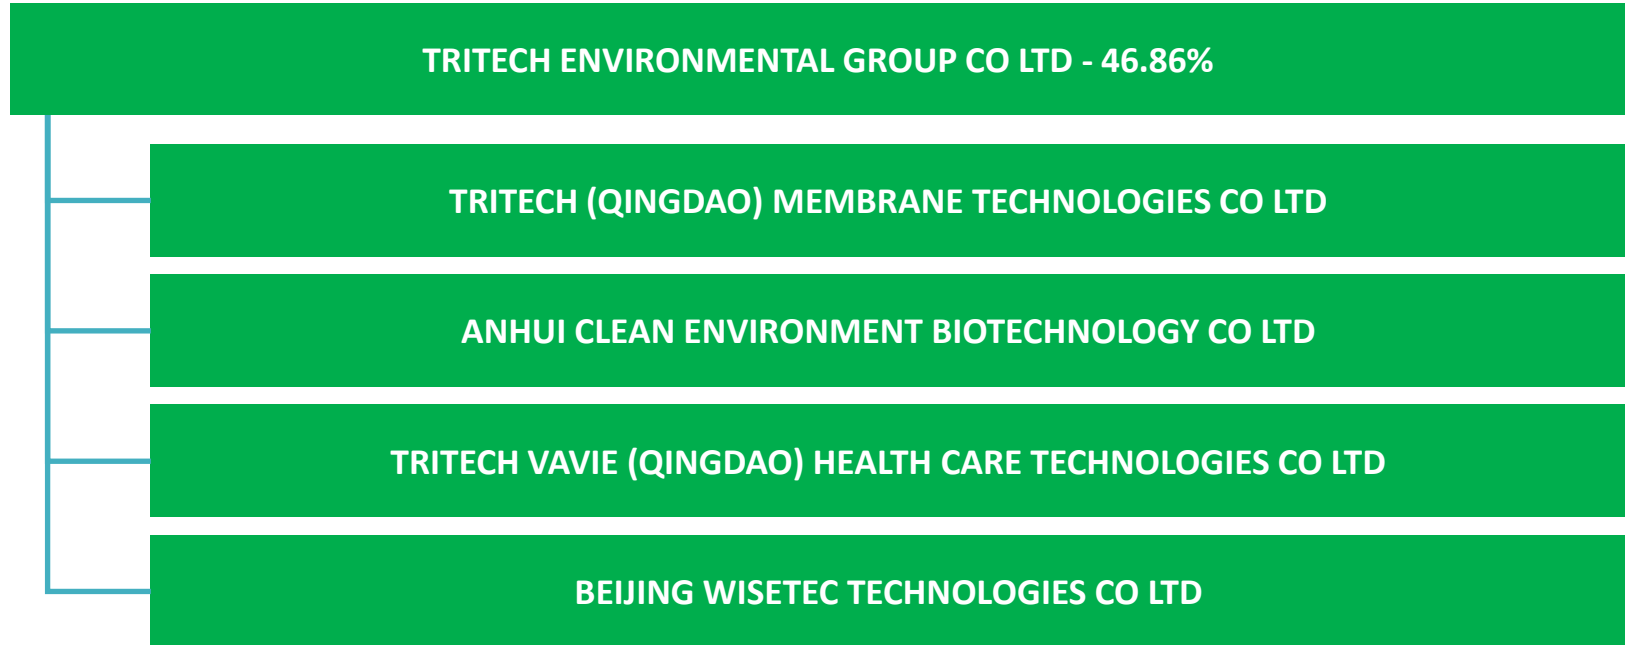 TRITECH ENVIRONMENTAL GROUP CO LTD - 46.86%
TRITECH (QINGDAO) MEMBRANE TECHNOLOGIES CO LTD
ANHUI CLEAN ENVIRONMENT BIOTECHNOLOGY CO LTD
TRITECH VAVIE (QINGDAO) HEALTH CARE TECHNOLOGIES CO LTD
BEIJING WISETEC TECHNOLOGIES CO LTD